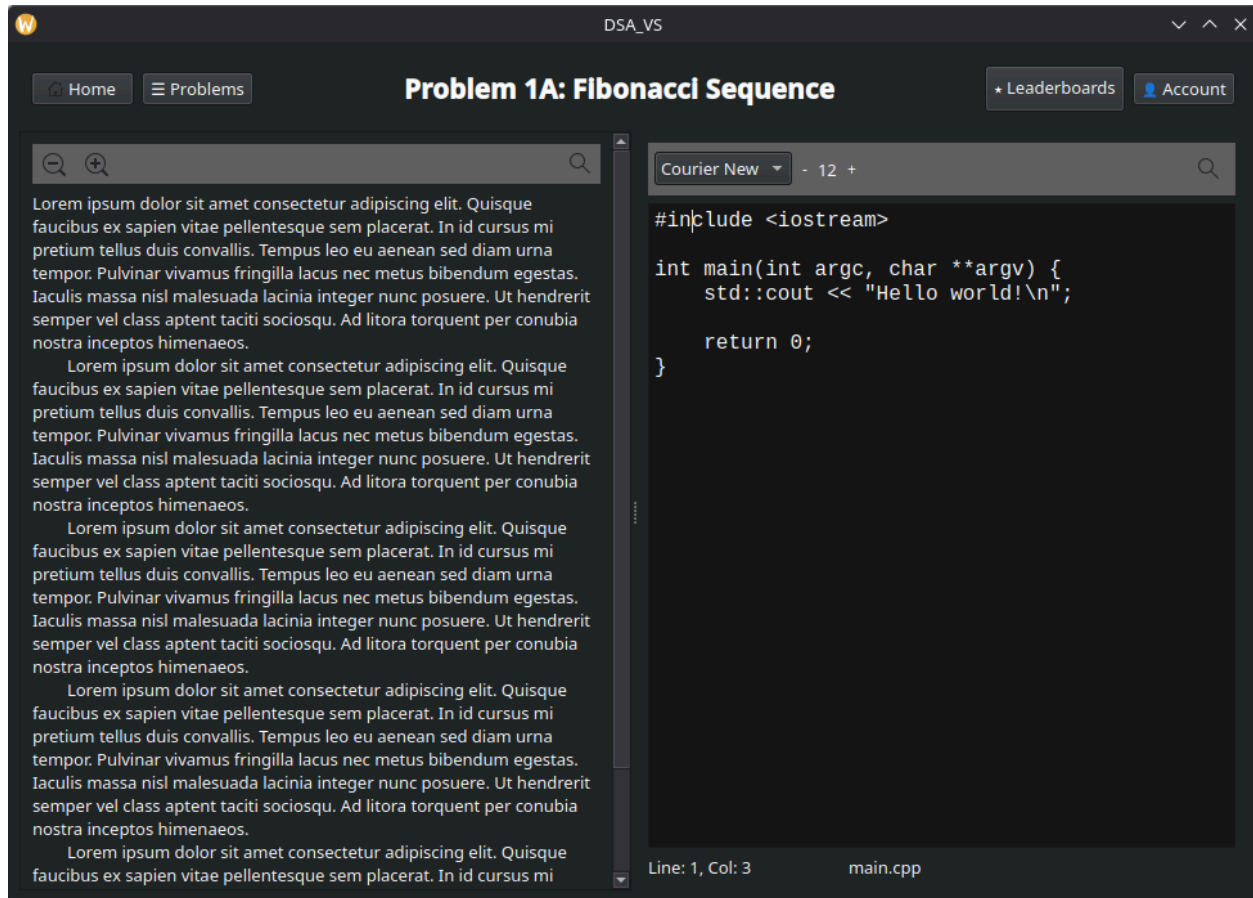 DSA_VS
Home
Problems
Problem 1A: Fibonacci Sequence
Leaderboards
Account
Lorem ipsum dolor sit amet consectetur adipiscing elit. Quisque
faucibus ex sapien vitae pellentesque sem placerat. In id cursus mi
pretium tellus duis convallis. Tempus leo eu aenean sed diam urna
tempor. Pulvinar vivamus fringilla lacus nec metus bibendum egestas.
Iaculis massa nisl malesuada lacinia integer nunc posuere. Ut hendrerit
semper vel class aptent taciti sociosqu. Ad litora torquent per conubia
nostra inceptos himenaeos.
Lorem ipsum dolor sit amet consectetur adipiscing elit. Quisque
faucibus ex sapien vitae pellentesque sem placerat. In id cursus mi
pretium tellus duis convallis. Tempus leo eu aenean sed diam urna
tempor. Pulvinar vivamus fringilla lacus nec metus bibendum egestas.
Iaculis massa nisl malesuada lacinia integer nunc posuere. Ut hendrerit
semper vel class aptent taciti sociosqu. Ad litora torquent per conubia
nostra inceptos himenaeos.
Lorem ipsum dolor sit amet consectetur adipiscing elit. Quisque
faucibus ex sapien vitae pellentesque sem placerat. In id cursus mi
pretium tellus duis convallis. Tempus leo eu aenean sed diam urna
tempor. Pulvinar vivamus fringilla lacus nec metus bibendum egestas.
Iaculis massa nisl malesuada lacinia integer nunc posuere. Ut hendrerit
semper vel class aptent taciti sociosqu. Ad litora torquent per conubia
nostra inceptos himenaeos.
Lorem ipsum dolor sit amet consectetur adipiscing elit. Quisque
faucibus ex sapien vitae pellentesque sem placerat. In id cursus mi
pretium tellus duis convallis. Tempus leo eu aenean sed diam urna
tempor. Pulvinar vivamus fringilla lacus nec metus bibendum egestas.
Iaculis massa nisl malesuada lacinia integer nunc posuere. Ut hendrerit
semper vel class aptent taciti sociosqu. Ad litora torquent per conubia
nostra inceptos himenaeos.
Lorem ipsum dolor sit amet consectetur adipiscing elit. Quisque
faucibus ex sapien vitae pellentesque sem placerat. In id cursus mi
Courier New - 12 +
#include <iostream>
int main(int argc, char **argv) {
    std::cout << "Hello world!\n";
    return 0;
}
Line: 1, Col: 3
main.cpp